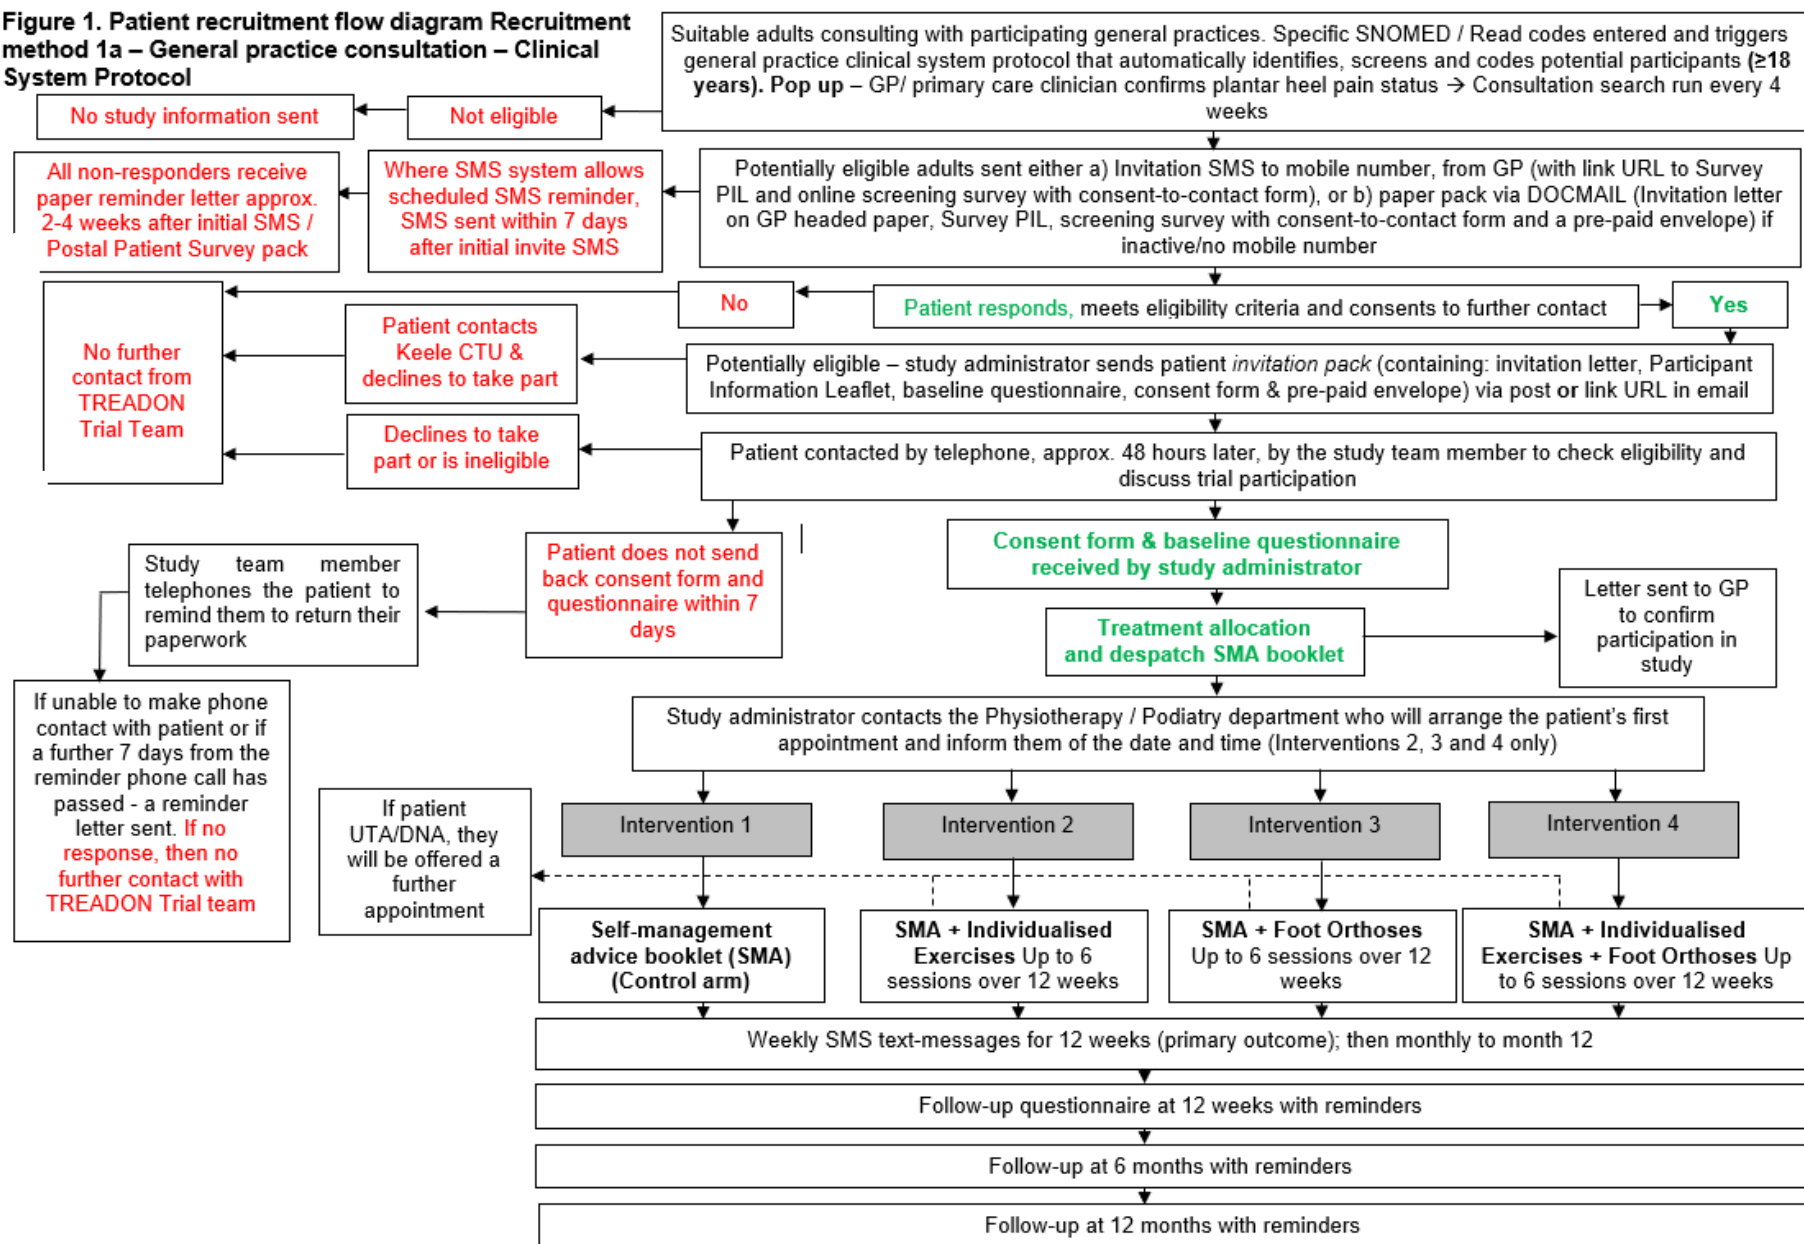 Figure 1. Patient recruitment flow diagram Recruitment
method 1a – General practice consultation – Clinical
System Protocol
Suitable adults consulting with participating general practices. Specific SNOMED / Read codes entered and triggers
general practice clinical system protocol that automatically identifies, screens and codes potential participants (≥18
years). Pop up – GP/ primary care clinician confirms plantar heel pain status → Consultation search run every 4
weeks
Not eligible
No study information sent
Potentially eligible adults sent either a) Invitation SMS to mobile number, from GP (with link URL to Survey
PIL and online screening survey with consent-to-contact form), or b) paper pack via DOCMAIL (Invitation letter
on GP headed paper, Survey PIL, screening survey with consent-to-contact form and a pre-paid envelope) if
inactive/no mobile number
Where SMS system allows
scheduled SMS reminder,
SMS sent within 7 days
after initial invite SMS
All non-responders receive
paper reminder letter approx.
2-4 weeks after initial SMS /
Postal Patient Survey pack
Patient responds, meets eligibility criteria and consents to further contact
Yes
No
No further
contact from
TREADON
Trial Team
Potentially eligible – study administrator sends patient invitation pack (containing: invitation letter, Participant
Information Leaflet, baseline questionnaire, consent form & pre-paid envelope) via post or link URL in email
Patient contacts
Keele CTU &
declines to take part
Patient contacted by telephone, approx. 48 hours later, by the study team member to check eligibility and
discuss trial participation
Declines to take
part or is ineligible
Consent form & baseline questionnaire
received by study administrator
Patient does not send
back consent form and
questionnaire within 7
days
Study team member
telephones the patient to
remind them to return their
paperwork
If unable to make phone
contact with patient or if
a further 7 days from the
reminder phone call has
passed - a reminder
letter sent. If no
response, then no
further contact with
TREADON Trial team
Treatment allocation
and despatch SMA booklet
Letter sent to GP
to confirm
participation in
study
Study administrator contacts the Physiotherapy / Podiatry department who will arrange the patient's first
appointment and inform them of the date and time (Interventions 2, 3 and 4 only)
If patient
UTA/DNA, they
will be offered a
further
appointment
Intervention 1
Intervention 2
Intervention 3
Intervention 4
Self-management
advice booklet (SMA)
(Control arm)
SMA + Individualised
Exercises Up to 6
sessions over 12 weeks
SMA + Foot Orthoses
Up to 6 sessions over 12
weeks
SMA + Individualised
Exercises + Foot Orthoses Up
to 6 sessions over 12 weeks
Weekly SMS text-messages for 12 weeks (primary outcome); then monthly to month 12
Follow-up questionnaire at 12 weeks with reminders
Follow-up at 6 months with reminders
Follow-up at 12 months with reminders